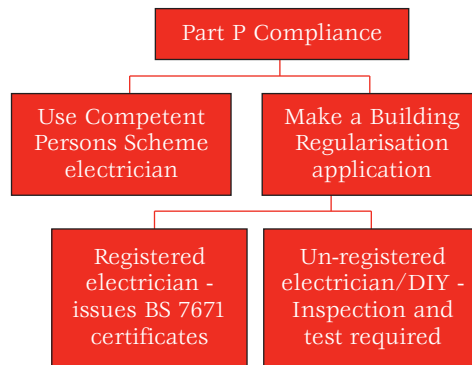 Part P Compliance
Use Competent
Persons Scheme
electrician
Make a Building
Regularisation
application
Registered
electrician -
issues BS 7671
certificates
Un-registered
electrician/DIY -
Inspection and
test required